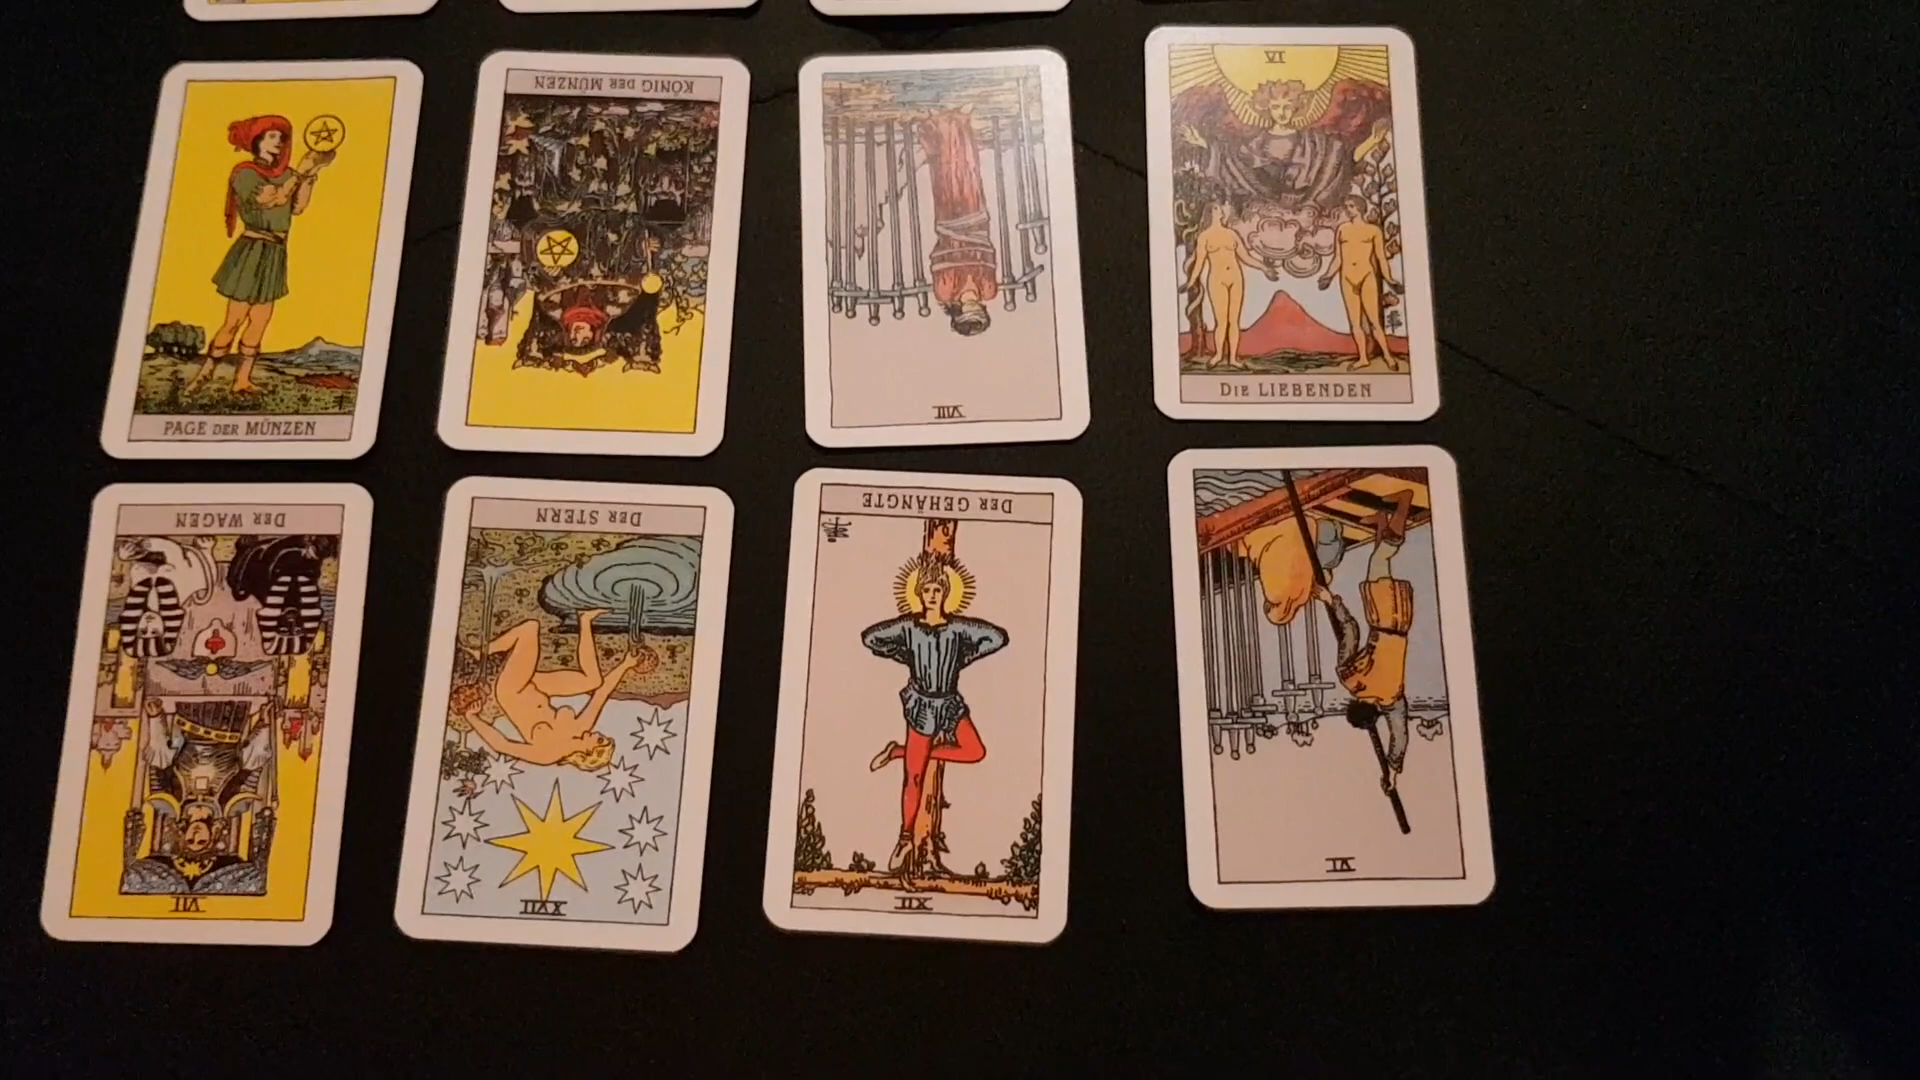 KÖNIG DER MÜNZEN
VI
PAGE DER MÜNZEN
VIII
DIE LIEBENDEN
DER WAGEN
DER STERN
DER GEHÄNGTE
VII
XVII
XII
VI